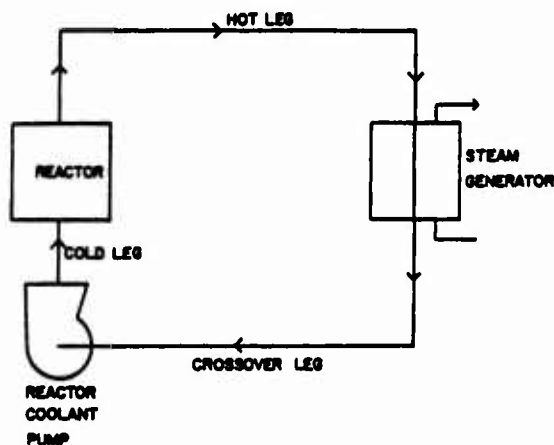 HOT LEG
REACTOR
STEAM
GENERATOR
COLD LEG
CROSSOVER LEG
REACTOR
COOLANT
PUMP